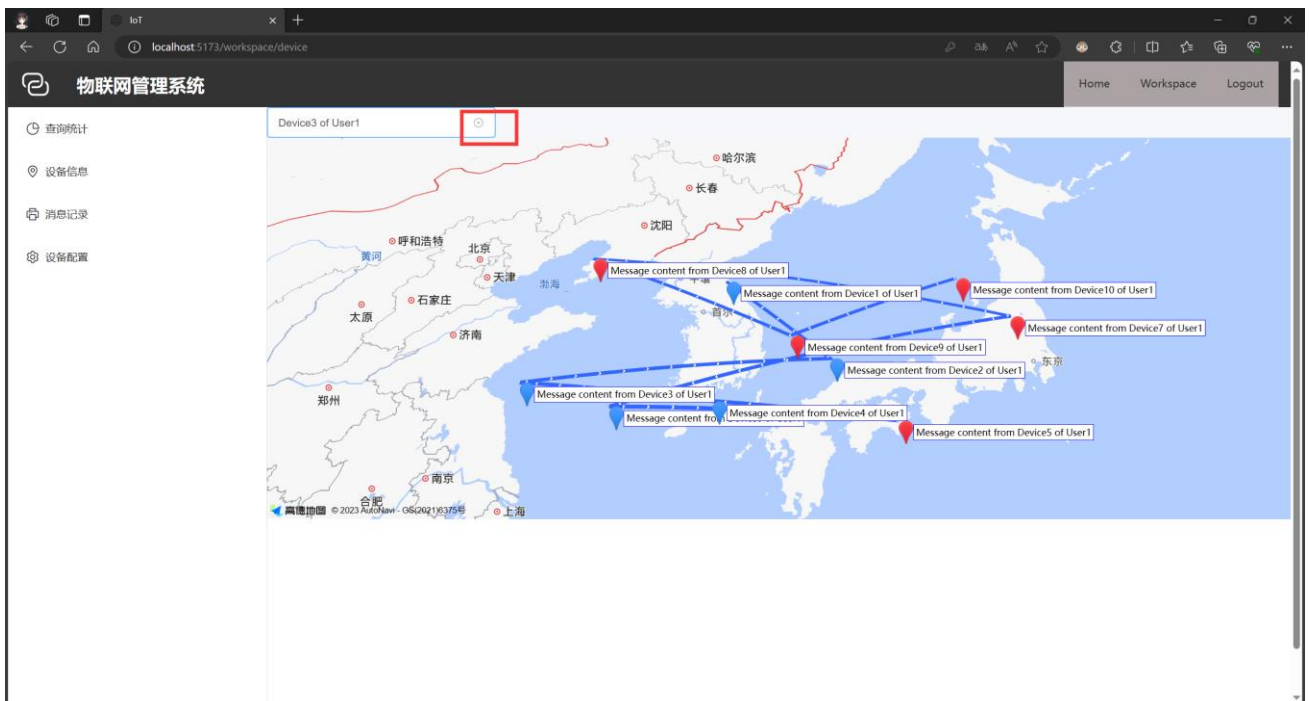 IoT
localhost:5173/workspace/device
物联网管理系统
Home Workspace Logout
查询统计
设备信息
消息记录
设备配置
Device3 of User1
哈尔滨
长春
沈阳
呼和浩特
北京
黄河
天津
渤海
石家庄
太原
济南
首尔
东京
郑州
南京
合肥
上海
Message content from Device8 of User1
Message content from Device1 of User1
Message content from Device10 of User1
Message content from Device7 of User1
Message content from Device9 of User1
Message content from Device2 of User1
Message content from Device3 of User1
Message content from Device4 of User1
Message content fro
Message content from Device5 of User1
高德地图 © 2023 AutoNavi - GS(2021)6375号